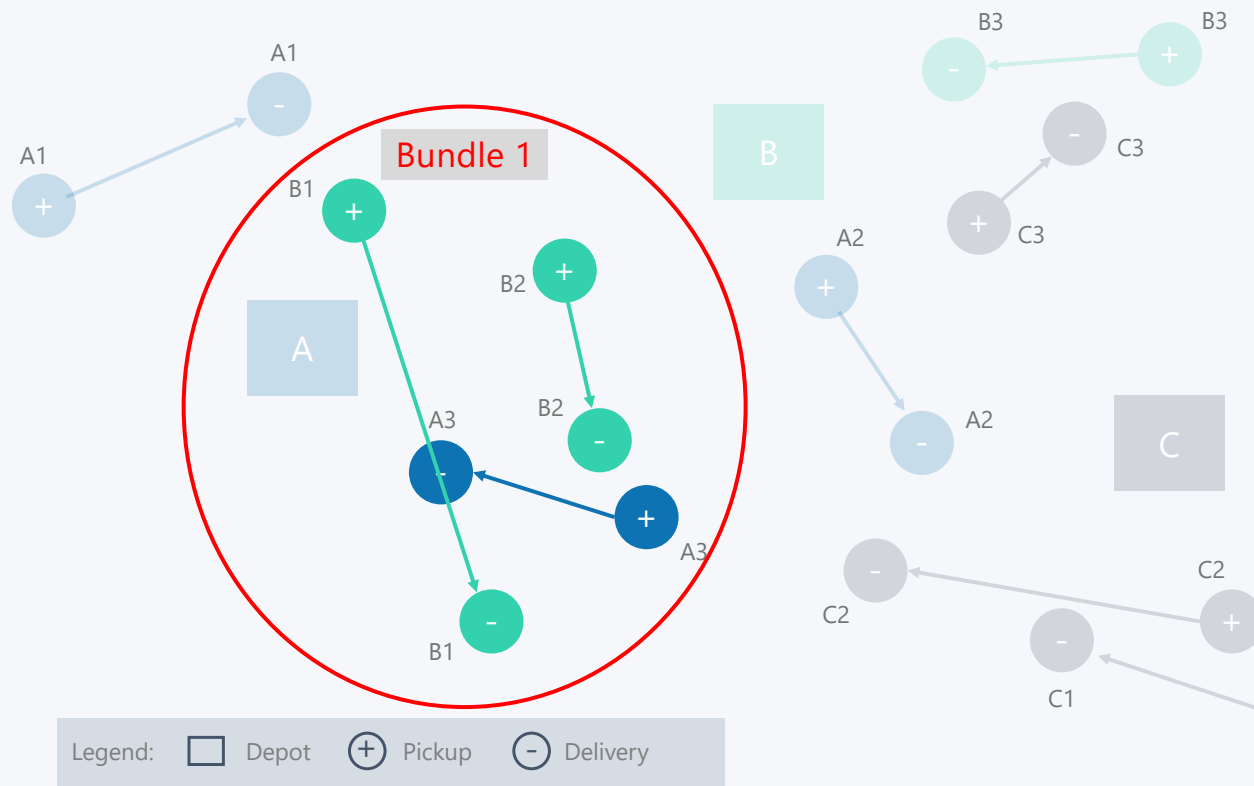 B3
B3
+
-
A1
-
B
-
C3
Bundle 1
A1
+
B1
+
+
C3
A2
+
B2
+
A
B2
A3
-
A2
-
C
-
+
A3
-
C2
C2
+
-
B1
-
C1
Legend: Depot + Pickup - Delivery